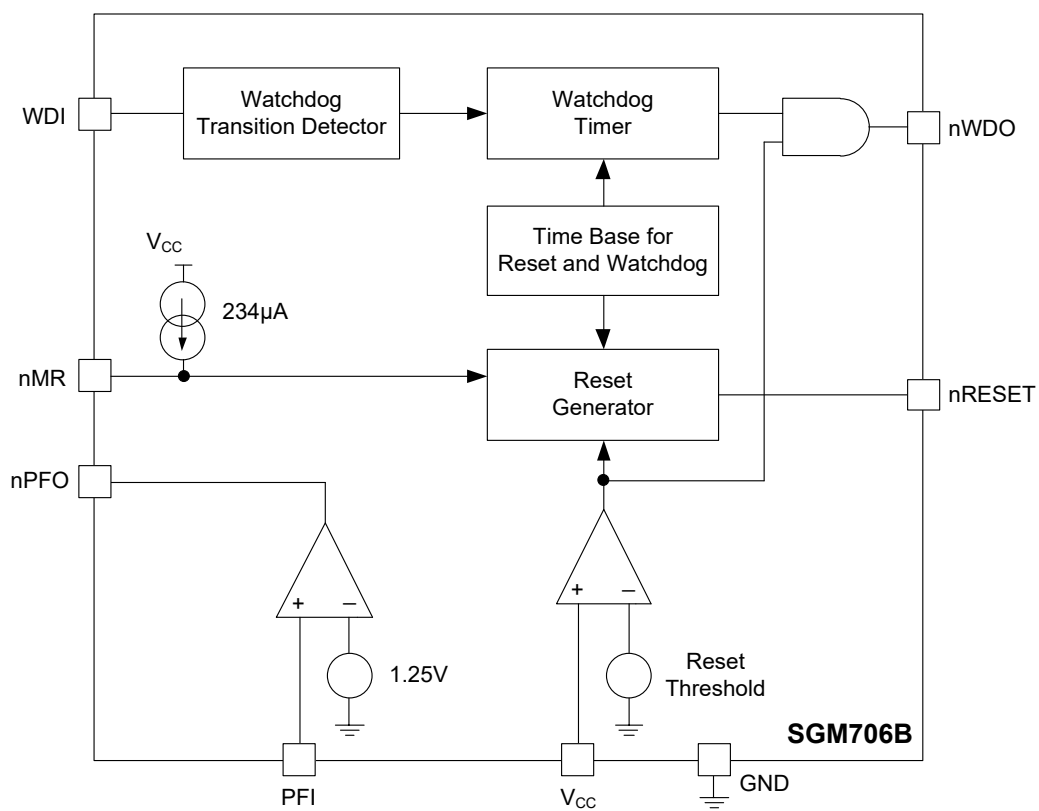 WDI
Watchdog
Transition Detector
Watchdog
Timer
nWDO
Time Base for
Reset and Watchdog
VCC
234μA
nMR
Reset
Generator
nRESET
nPFO
+
−
+
−
1.25V
Reset
Threshold
SGM706B
PFI
VCC
GND